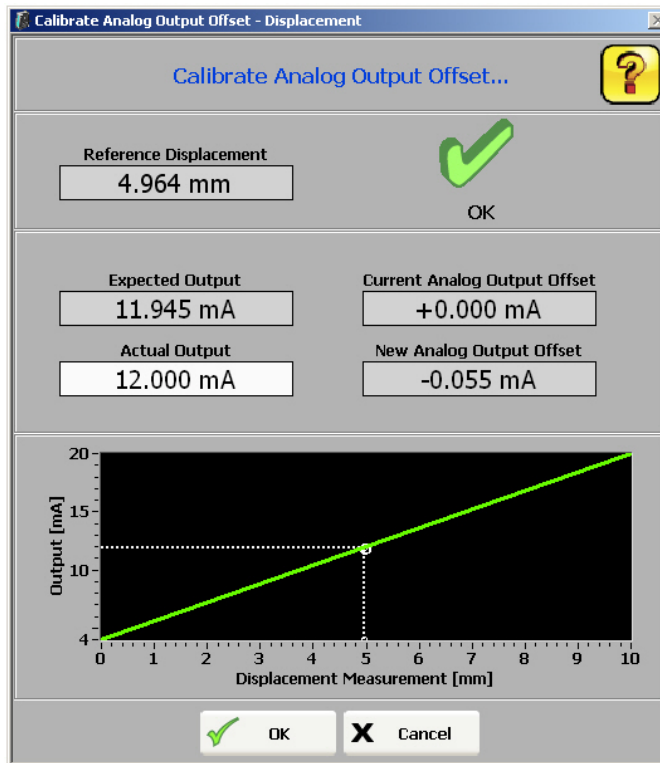 Calibrate Analog Output Offset - Displacement
Calibrate Analog Output Offset...
Reference Displacement
4.964 mm
OK
Expected Output
11.945 mA
Current Analog Output Offset
+0.000 mA
Actual Output
12.000 mA
New Analog Output Offset
-0.055 mA
Output [mA]
20
15
10
4
0 1 2 3 4 5 6 7 8 9 10
Displacement Measurement [mm]
OK
Cancel